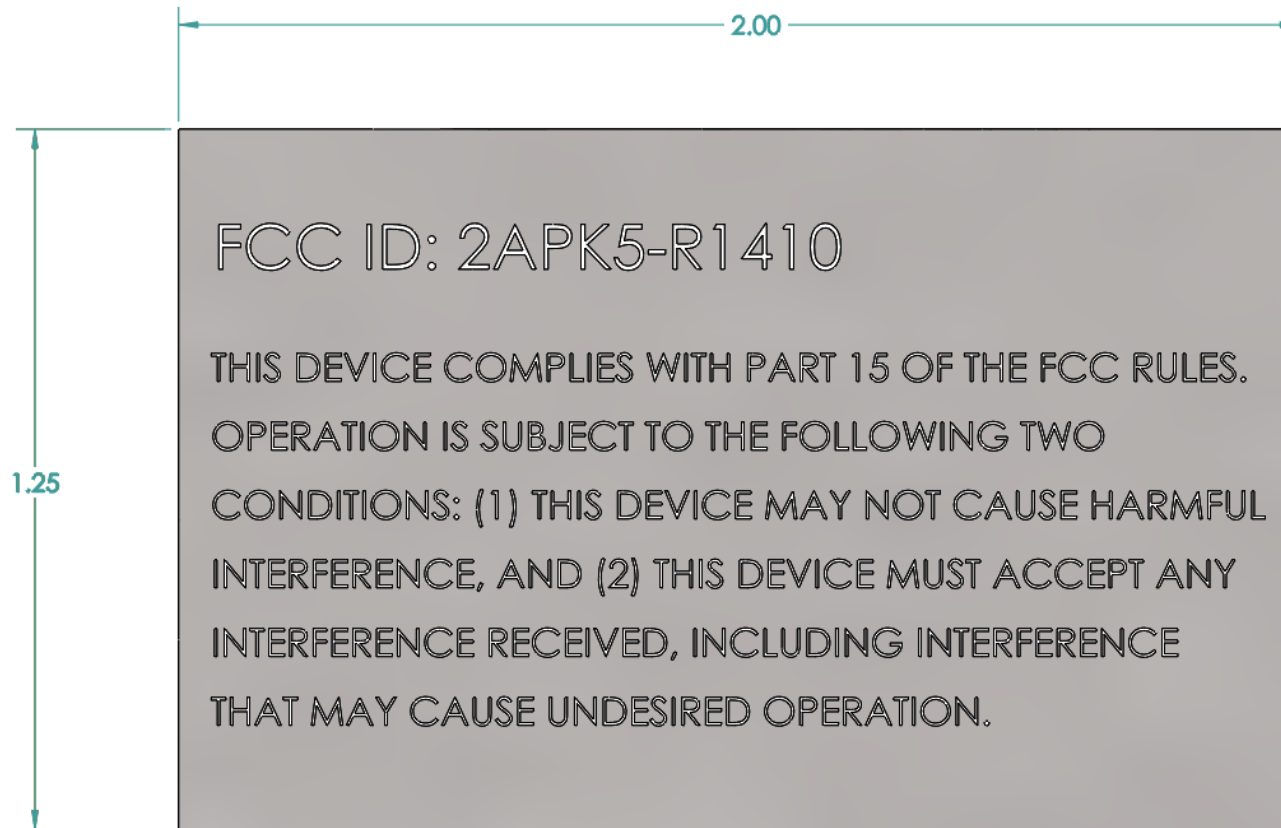 2.00
FCC ID: 2APK5-R1410
THIS DEVICE COMPLIES WITH PART 15 OF THE FCC RULES.
OPERATION IS SUBJECT TO THE FOLLOWING TWO
1.25
CONDITIONS: (1) THIS DEVICE MAY NOT CAUSE HARMFUL
INTERFERENCE, AND (2) THIS DEVICE MUST ACCEPT ANY
INTERFERENCE RECEIVED, INCLUDING INTERFERENCE
THAT MAY CAUSE UNDESIRED OPERATION.